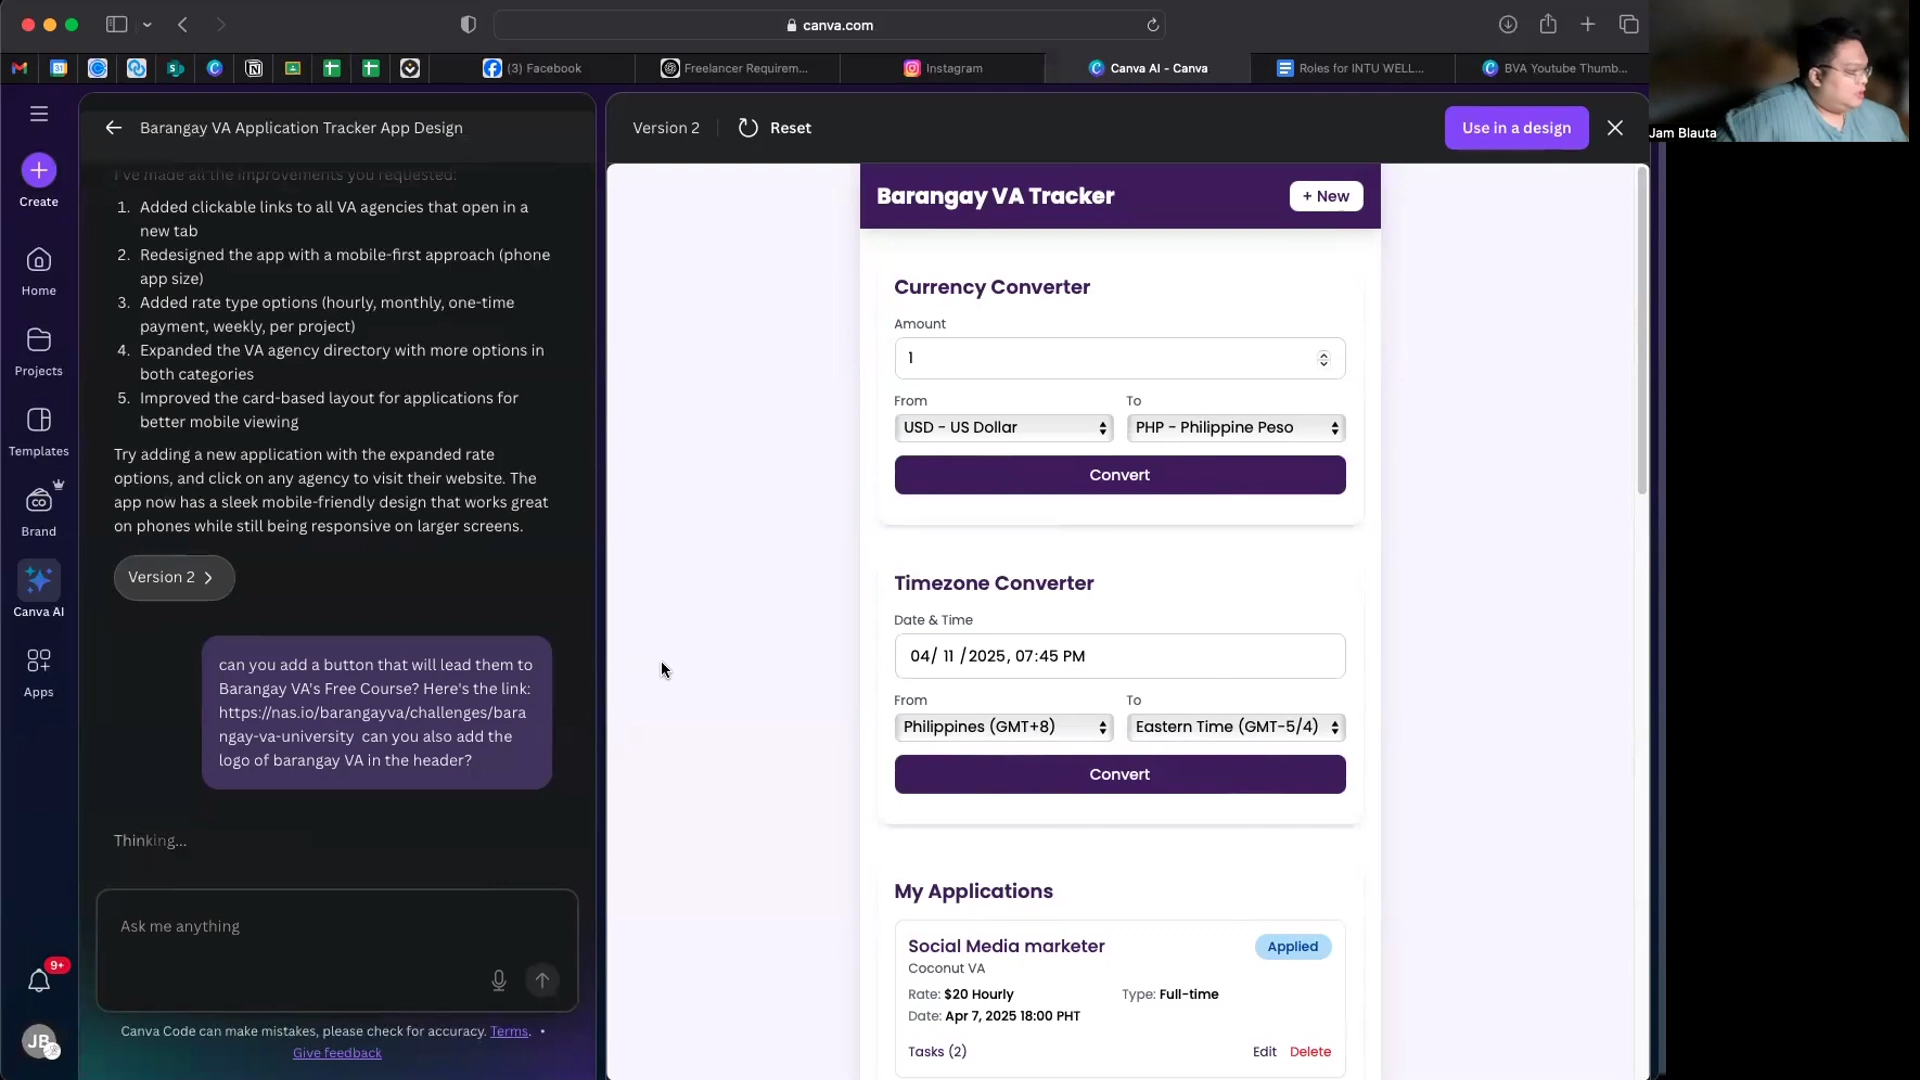 canva.com
(3) Facebook
Freelancer Requirem...
Instagram
Canva AI - Canva
Roles for INTU WELL...
BVA Youtube Thumb...
Jam Blauta
Create
Home
Projects
Templates
Brand
Canva AI
Apps
9+
JB
Barangay VA Application Tracker App Design
I've made all the improvements you requested:
1. Added clickable links to all VA agencies that open in a
new tab
2. Redesigned the app with a mobile-first approach (phone
app size)
3. Added rate type options (hourly, monthly, one-time
payment, weekly, per project)
4. Expanded the VA agency directory with more options in
both categories
5. Improved the card-based layout for applications for
better mobile viewing
Try adding a new application with the expanded rate
options, and click on any agency to visit their website. The
app now has a sleek mobile-friendly design that works great
on phones while still being responsive on larger screens.
Version 2
can you add a button that will lead them to
Barangay VA's Free Course? Here's the link:
https://nas.io/barangayva/challenges/bara
ngay-va-university can you also add the
logo of barangay VA in the header?
Thinking...
Ask me anything
Canva Code can make mistakes, please check for accuracy. Terms. •
Give feedback
Version 2
Reset
Use in a design
Barangay VA Tracker
+ New
Currency Converter
Amount
1
From To
USD - US Dollar PHP - Philippine Peso
Convert
Timezone Converter
Date & Time
04/ 11 /2025, 07:45 PM
From To
Philippines (GMT+8) Eastern Time (GMT-5/4)
Convert
My Applications
Social Media marketer Applied
Coconut VA
Rate: $20 Hourly Type: Full-time
Date: Apr 7, 2025 18:00 PHT
Tasks (2) Edit Delete